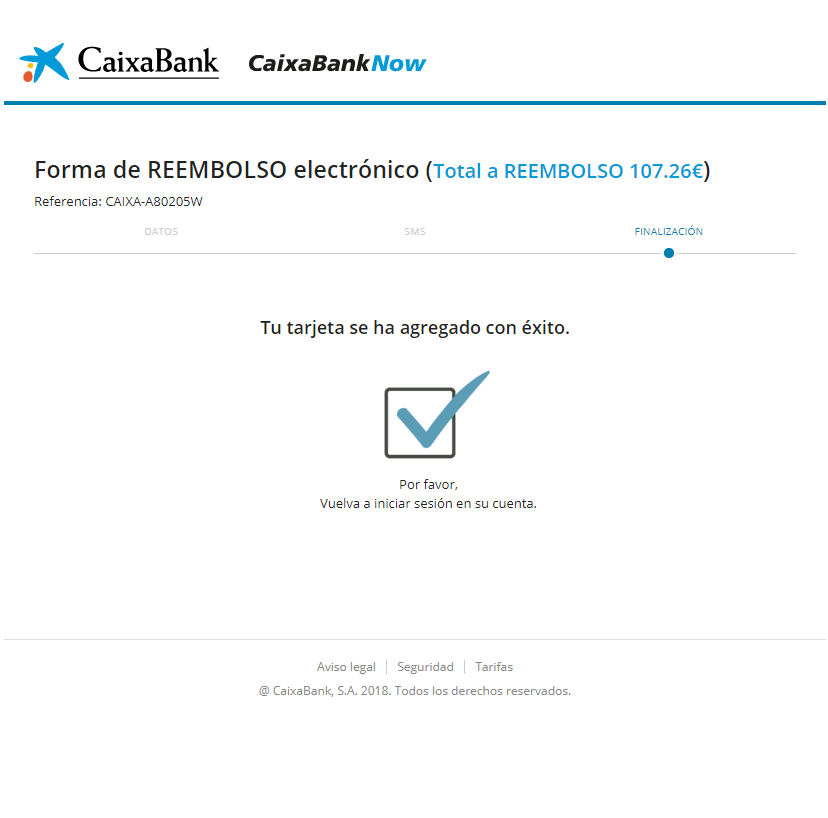 CaixaBank CaixaBankNow
Forma de REEMBOLSO electrónico (Total a REEMBOLSO 107.26€)
Referencia: CAIXA-A80205W
DATOS SMS FINALIZACIÓN
Tu tarjeta se ha agregado con éxito.
Por favor,
Vuelva a iniciar sesión en su cuenta.
Aviso legal Seguridad Tarifas
@ CaixaBank, S.A. 2018. Todos los derechos reservados.